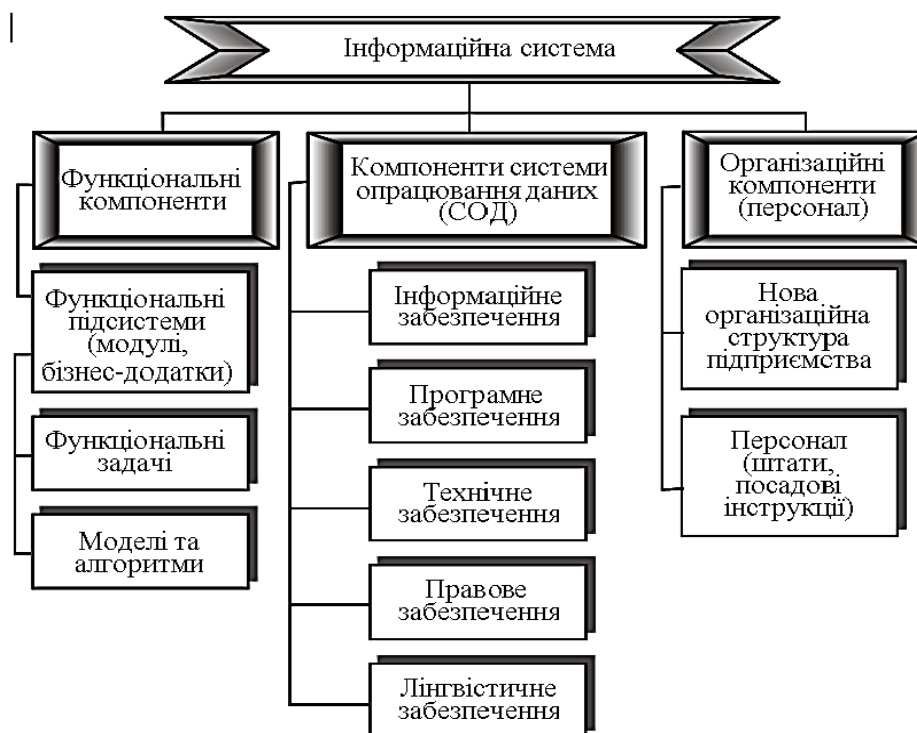 Інформаційна система
Функціональні
компоненти
Функціональні
підсистеми
(модулі,
бізнес-додатки)
Функціональні
задачі
Моделі та
алгоритми
Компоненти системи
опрацювання даних
(СОД)
Інформаційне
забезпечення
Програмне
забезпечення
Технічне
забезпечення
Правове
забезпечення
Лінгвістичне
забезпечення
Організаційні
компоненти
(персонал)
Нова
організаційна
структура
підприємства
Персонал
(штати,
посадові
інструкції)